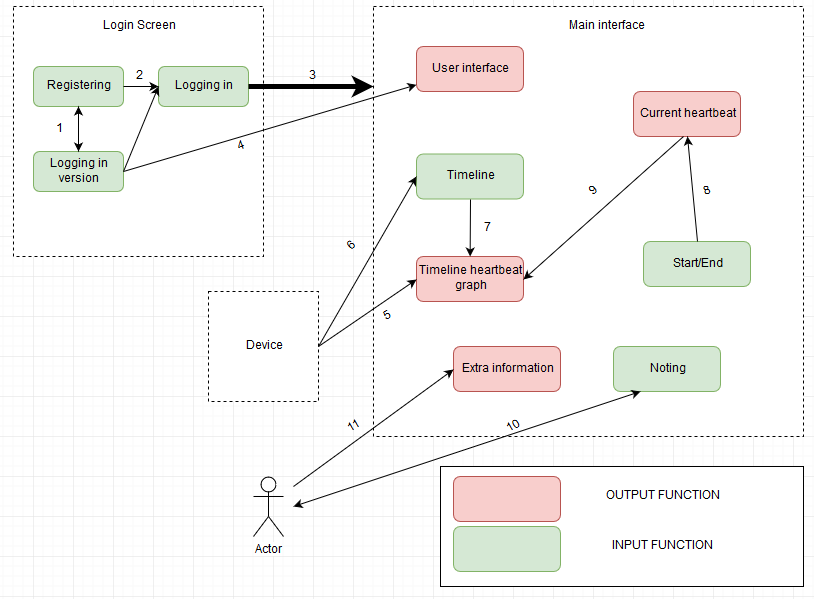 Login Screen
Main interface
Registering
2
Logging in
3
User interface
Current heartbeat
1
Logging in
version
4
Timeline
9
8
6
7
Start/End
Timeline heartbeat
graph
5
Device
Extra information
Noting
11
10
Actor
OUTPUT FUNCTION
INPUT FUNCTION